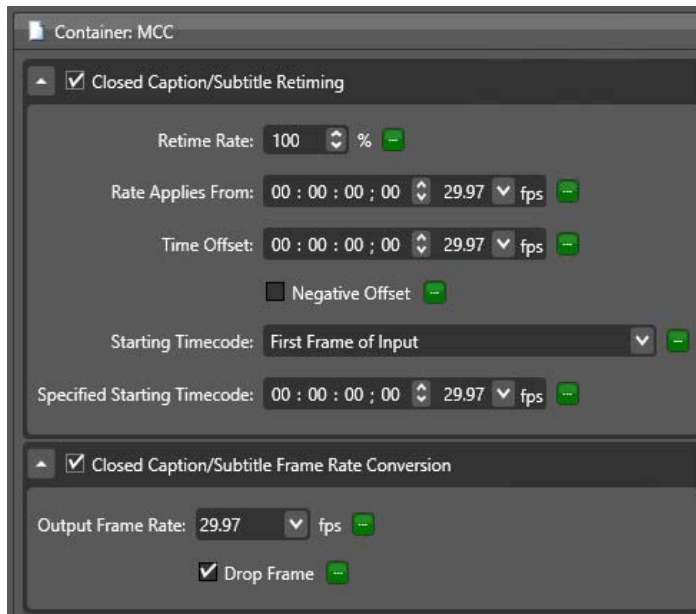 Container: MCC
Closed Caption/Subtitle Retiming
Retime Rate: 100 %
Rate Applies From: 00 : 00 : 00 ; 00 29.97 fps
Time Offset: 00 : 00 : 00 ; 00 29.97 fps
Negative Offset
Starting Timecode: First Frame of Input
Specified Starting Timecode: 00 : 00 : 00 ; 00 29.97 fps
Closed Caption/Subtitle Frame Rate Conversion
Output Frame Rate: 29.97 fps
Drop Frame